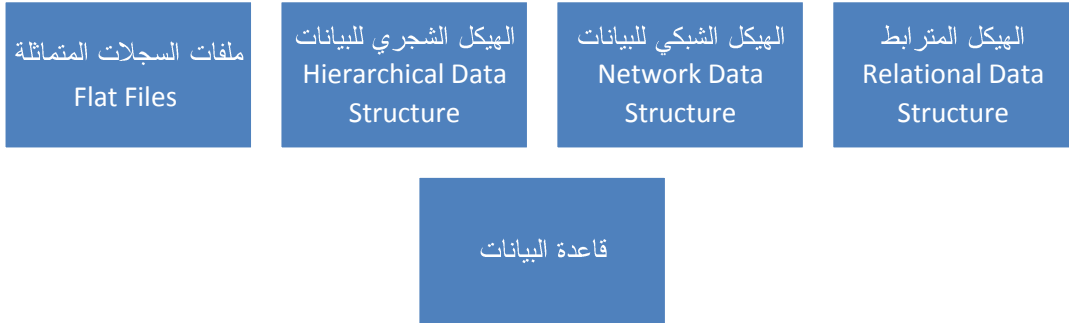 الهيكل المترابط
Relational Data
Structure
الهيكل الشبكي للبيانات
Network Data
Structure
الهيكل الشجري للبيانات
Hierarchical Data
Structure
ملفات السجلات المتماثلة
Flat Files
قاعدة البيانات